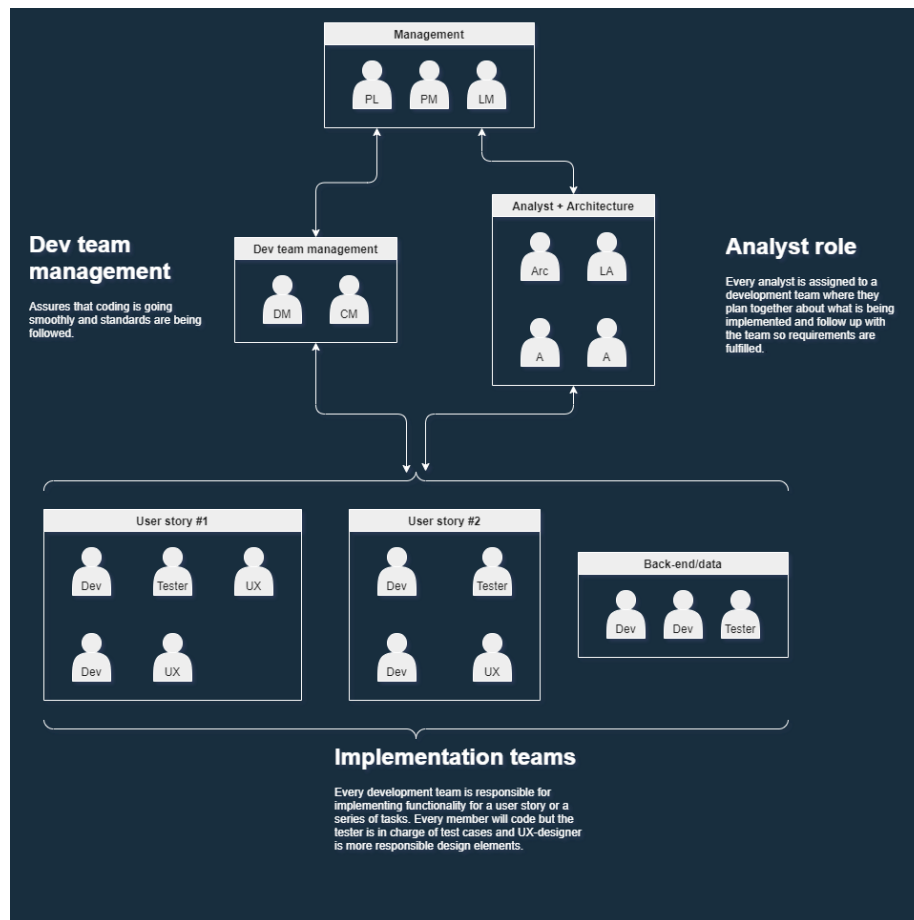 Management
PL
PM
LM
Dev team
management
Assures that coding is going
smoothly and standards are being
followed.
Dev team management
DM
CM
Analyst + Architecture
Arc
LA
A
A
Analyst role
Every analyst is assigned to a
development team where they
plan together about what is being
implemented and follow up with
the team so requirements are
fulfilled.
User story #1
Dev
Tester
UX
Dev
UX
User story #2
Dev
Tester
Dev
UX
Back-end/data
Dev
Dev
Tester
Implementation teams
Every development team is responsible for
implementing functionality for a user story or a
series of tasks. Every member will code but the
tester is in charge of test cases and UX-designer
is more responsible design elements.